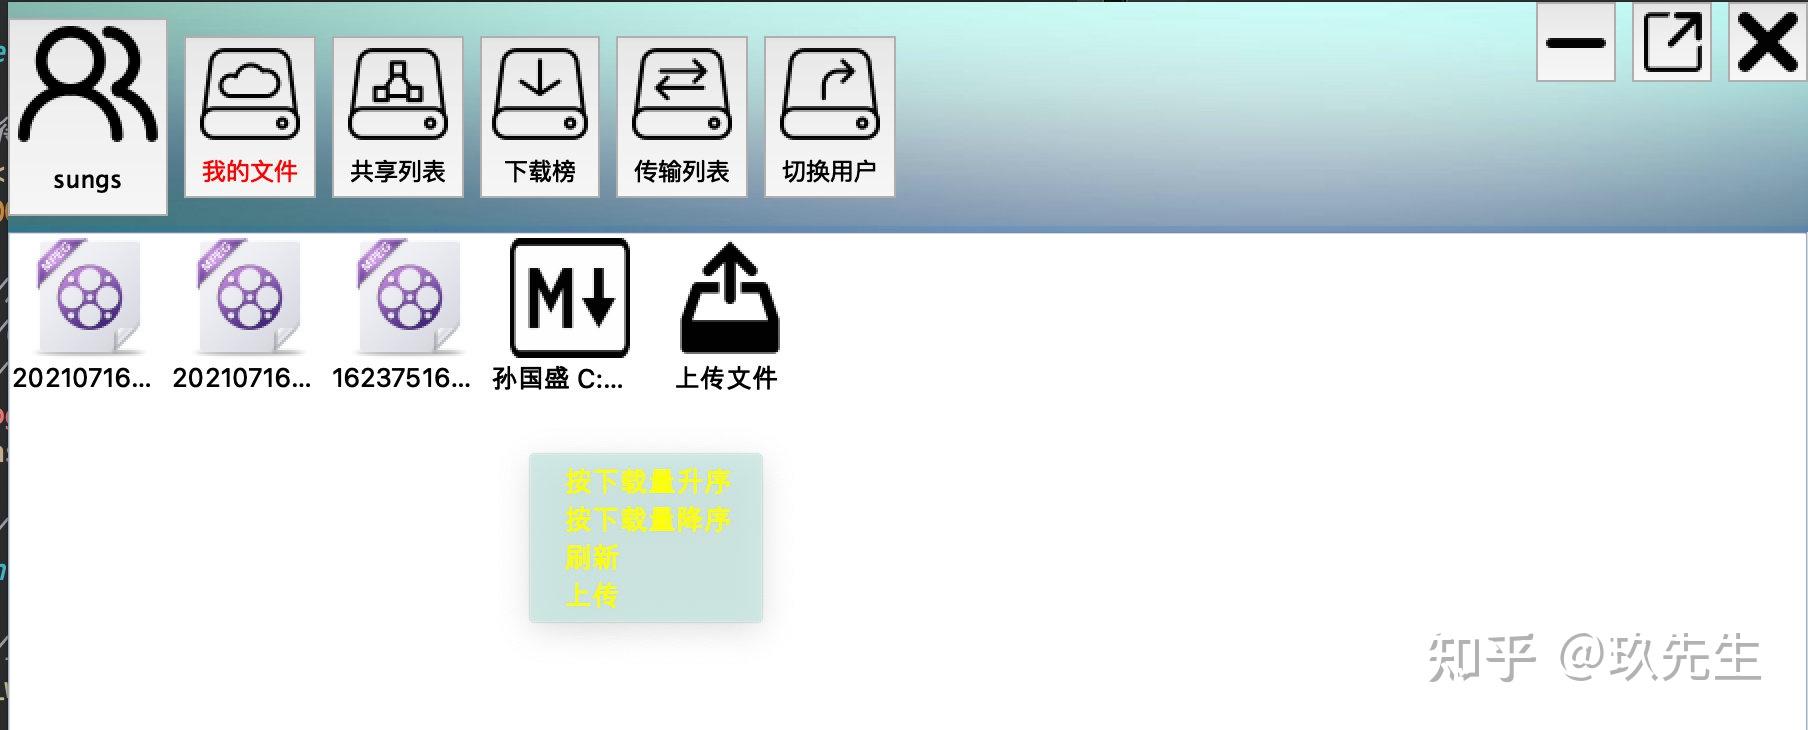 sungs
我的文件
共享列表
下载榜
传输列表
切换用户
MPEG
MPEG
MPEG
M
20210716...
20210716...
16237516...
孙国盛 C:...
上传文件
按下载量升序
按下载量降序
刷新
上传
知乎 @玖先生